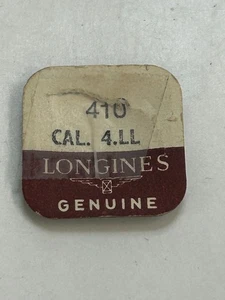 410
CAL. 4.LL
LONGINES
GENUINE